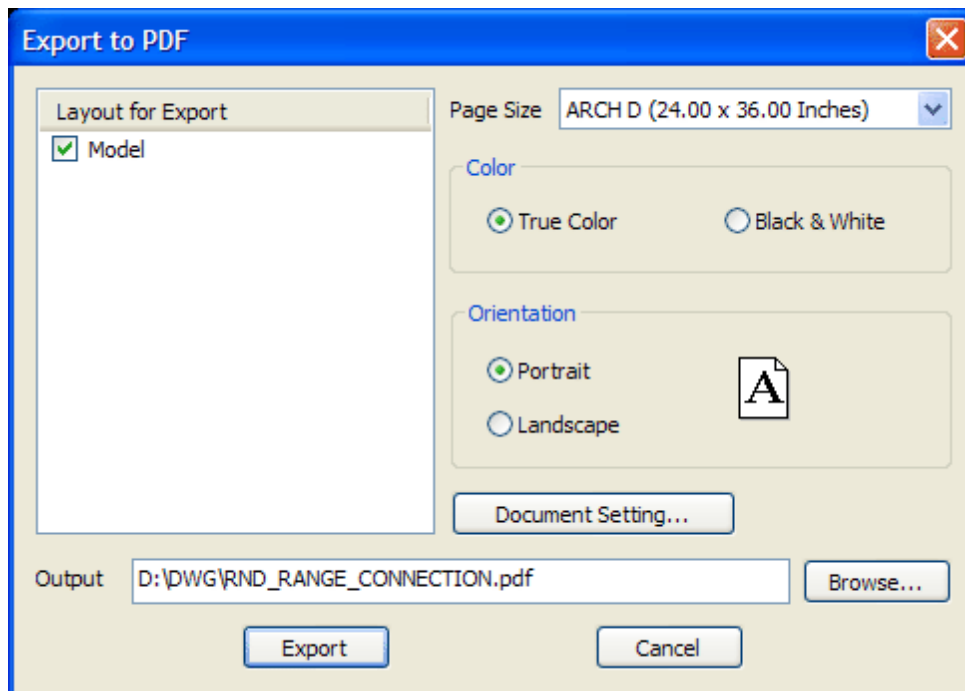 Export to PDF
Layout for Export
Model
Page Size ARCH D (24.00 x 36.00 Inches)
Color
True Color Black & White
Orientation
Portrait
A
Landscape
Document Setting...
Output D:\DWG\RND_RANGE_CONNECTION.pdf Browse...
Export Cancel